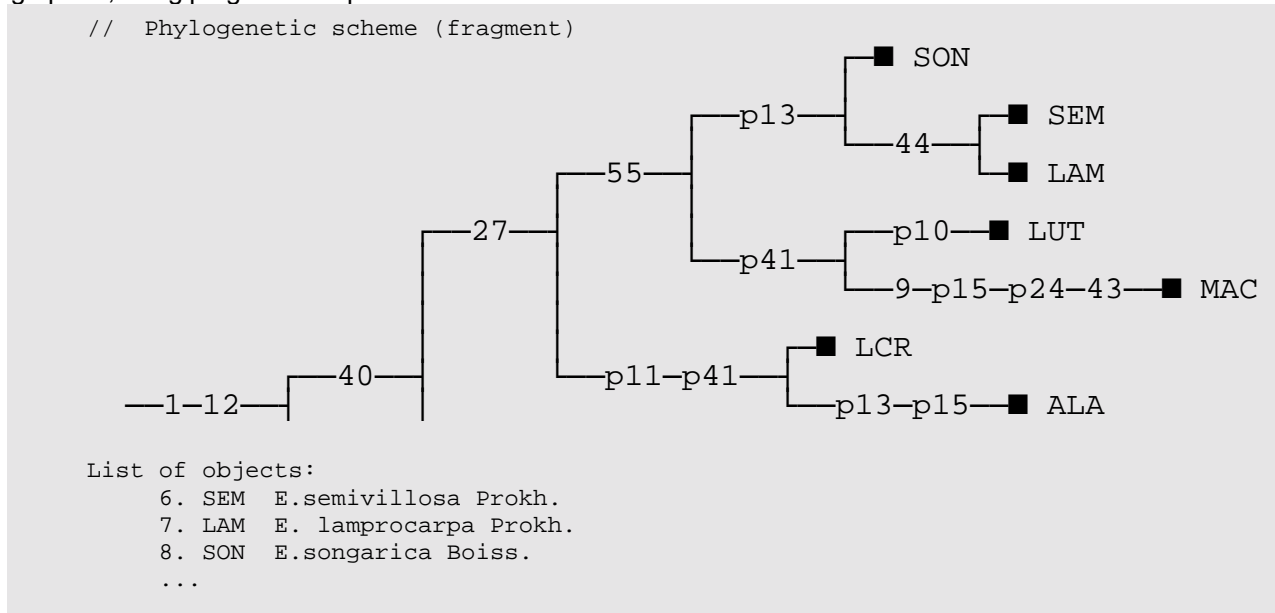 //  Phylogenetic scheme (fragment)
SON
p13
SEM
44
55
LAM
27
p10 LUT
p41
9-p15-p24-43 MAC
LCR
40
p11-p41
1-12
p13-p15 ALA
List of objects:
6. SEM  E.semivillosa Prokh.
7. LAM  E. lamprocarpa Prokh.
8. SON  E.songarica Boiss.
...